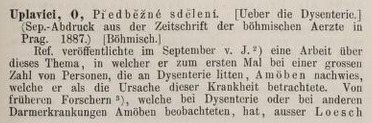 Uplavici, O, Předběžné sdělení. [Ueber die Dysenterie.]
(Sep.-Abdruck aus der Zeitschrift der böhmischen Aerzte in
Prag. 1887.) [Böhmisch.]
Ref. veröffentlichte im September v. J.²) eine Arbeit über
dieses Thema, in welcher er zum ersten Mal bei einer grossen
Zahl von Personen, die an Dysenterie litten, Amöben nachwies,
welche er als die Ursache dieser Krankheit betrachtete. Von
früheren Forschern³), welche bei Dysenterie oder bei anderen
Darmerkrankungen Amöben beobachteten, hat, ausser Loesch